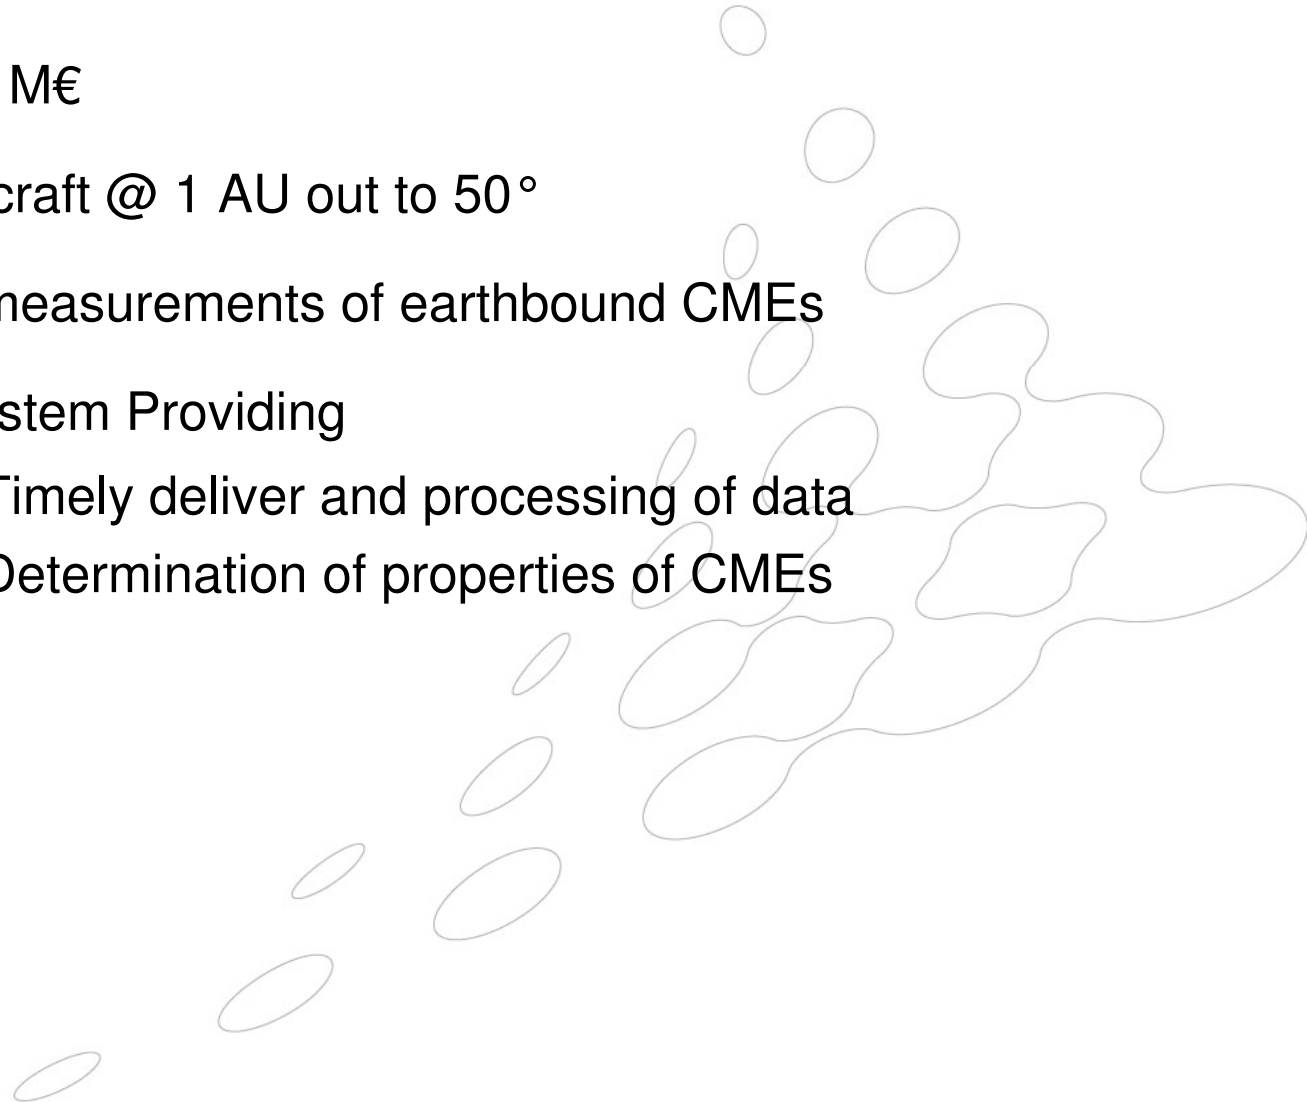 M€
craft @ 1 AU out to 50°
measurements of earthbound CMEs
stem Providing
Timely deliver and processing of data
Determination of properties of CMEs